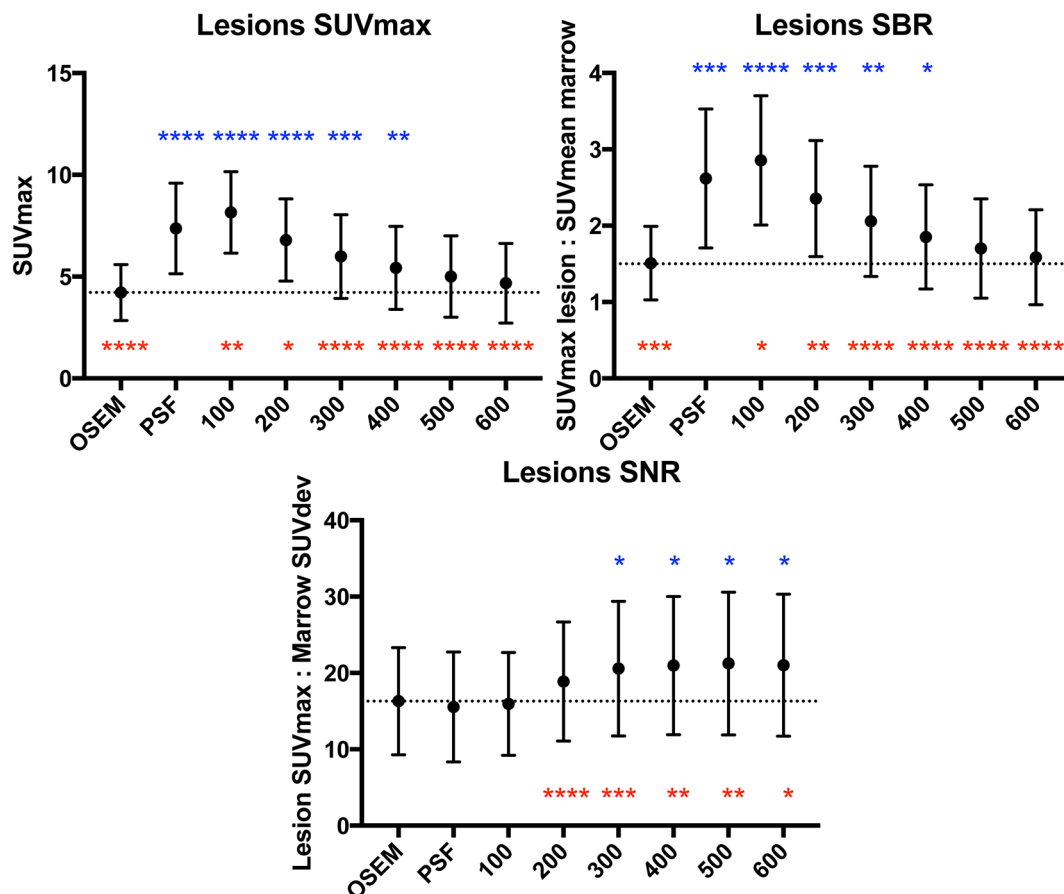 Lesions SUVmax
SUVmax
15
10
5
0
**** **** **** *** **
**** ** * **** **** **** ****
OSEM PSF 100 200 300 400 500 600
Lesions SBR
SUVmax lesion : SUVmean marrow
4
3
2
1
0
*** **** *** ** *
*** * ** **** **** **** ****
OSEM PSF 100 200 300 400 500 600
Lesions SNR
Lesion SUVmax : Marrow SUVdev
40
30
20
10
0
* * * *
**** *** ** ** *
OSEM PSF 100 200 300 400 500 600